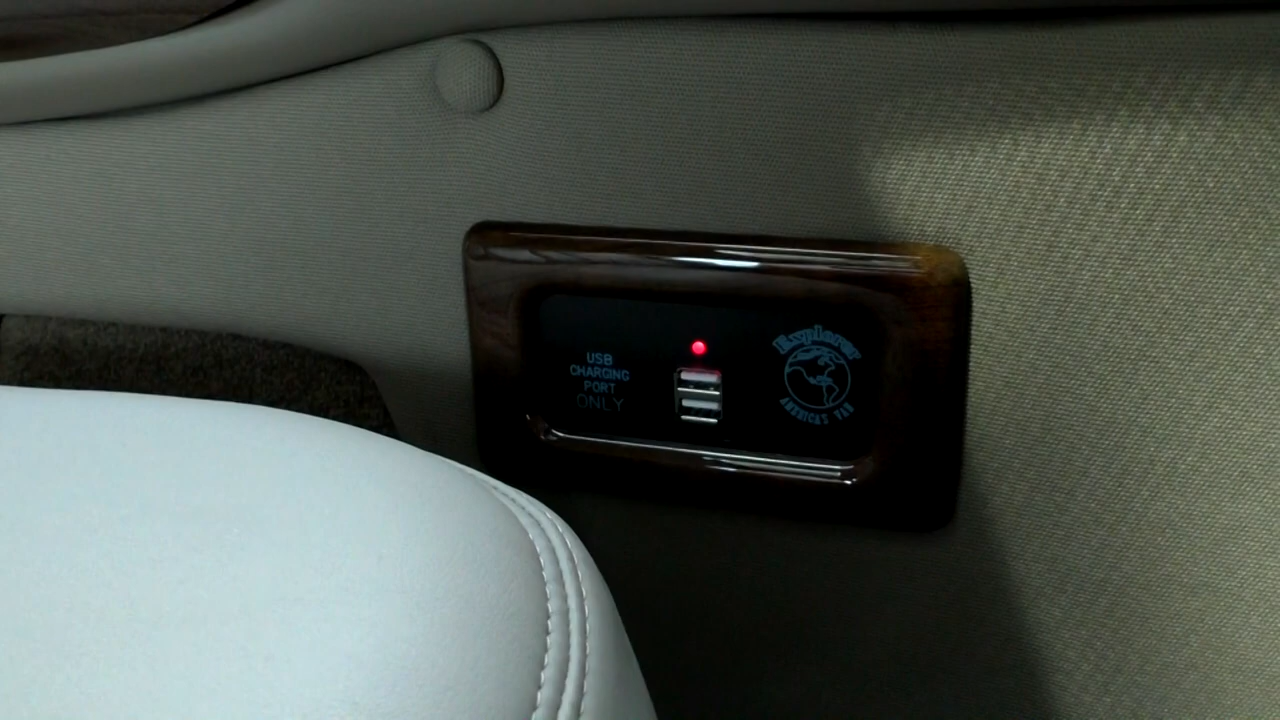 USB
CHARGING
PORT
ONLY
Explorer
AMERICA'S VAN